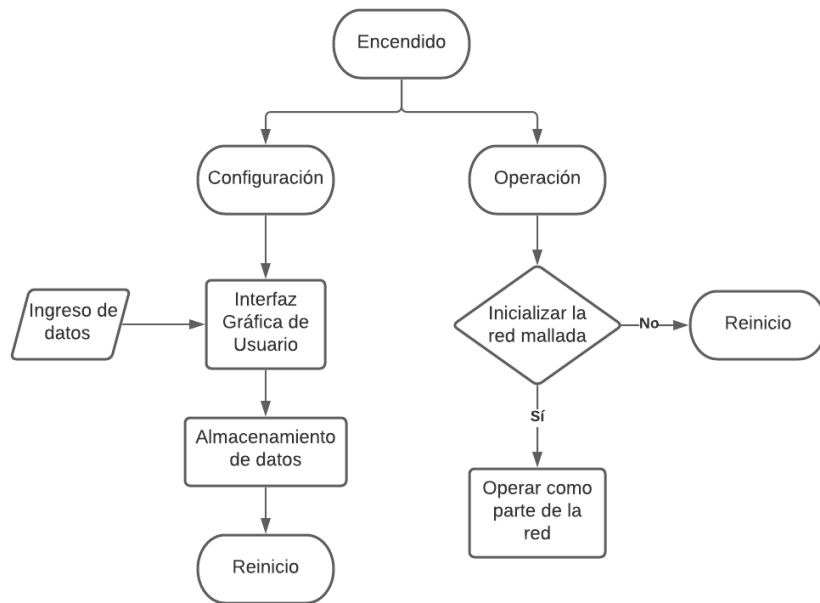 Encendido
Configuración
Operación
Ingreso de
datos
Interfaz
Gráfica de
Usuario
Inicializar la
red mallada
No
Reinicio
Sí
Almacenamiento
de datos
Operar como
parte de la
red
Reinicio